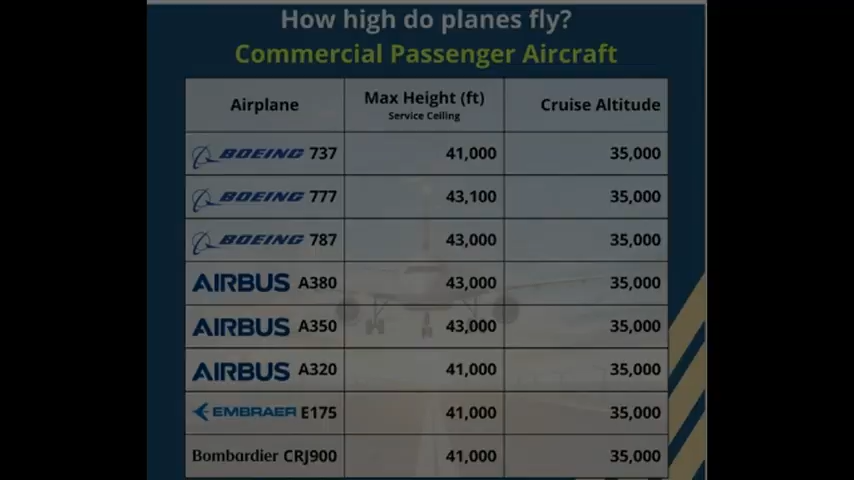 How high do planes fly?
Commercial Passenger Aircraft
Airplane Max Height (ft) Cruise Altitude
Service Ceiling
BOEING 737 41,000 35,000
BOEING 777 43,100 35,000
BOEING 787 43,000 35,000
AIRBUS A380 43,000 35,000
AIRBUS A350 43,000 35,000
AIRBUS A320 41,000 35,000
EMBRAER E175 41,000 35,000
Bombardier CRJ900 41,000 35,000